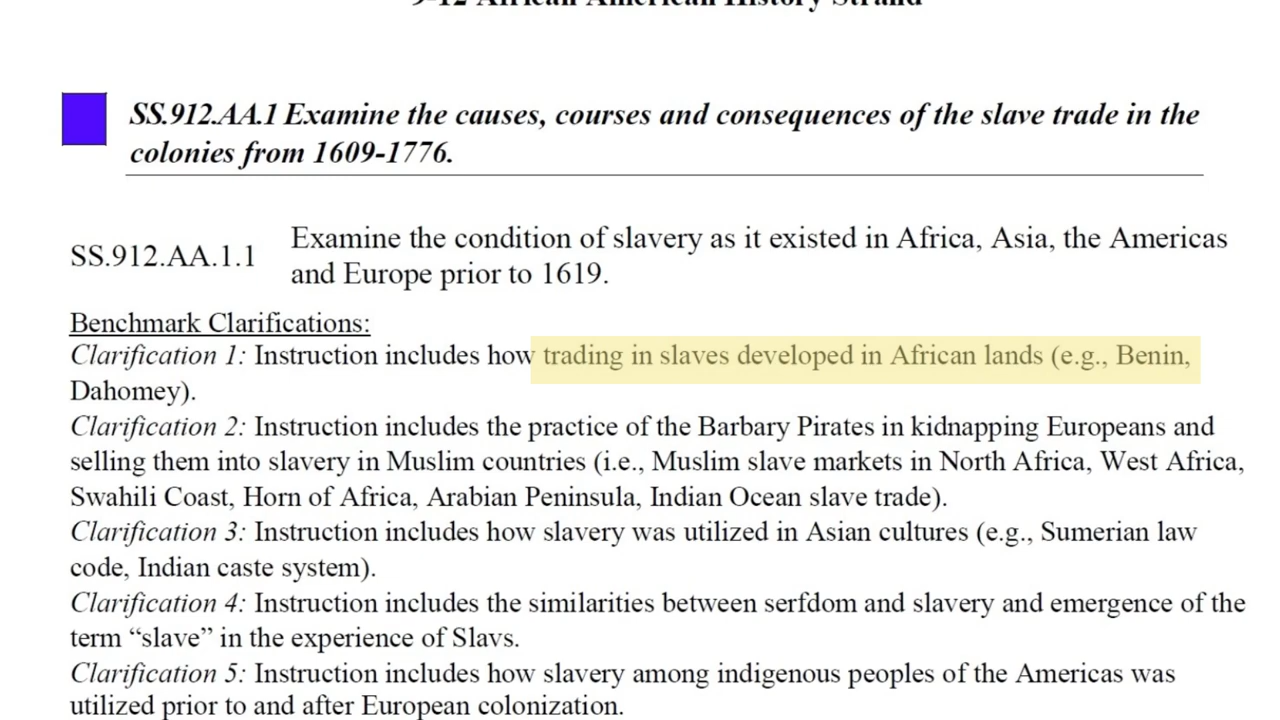 9-12 African American History Strand
SS.912.AA.1 Examine the causes, courses and consequences of the slave trade in the
colonies from 1609-1776.
SS.912.AA.1.1
Examine the condition of slavery as it existed in Africa, Asia, the Americas
and Europe prior to 1619.
Benchmark Clarifications:
Clarification 1: Instruction includes how trading in slaves developed in African lands (e.g., Benin,
Dahomey).
Clarification 2: Instruction includes the practice of the Barbary Pirates in kidnapping Europeans and
selling them into slavery in Muslim countries (i.e., Muslim slave markets in North Africa, West Africa,
Swahili Coast, Horn of Africa, Arabian Peninsula, Indian Ocean slave trade).
Clarification 3: Instruction includes how slavery was utilized in Asian cultures (e.g., Sumerian law
code, Indian caste system).
Clarification 4: Instruction includes the similarities between serfdom and slavery and emergence of the
term “slave” in the experience of Slavs.
Clarification 5: Instruction includes how slavery among indigenous peoples of the Americas was
utilized prior to and after European colonization.